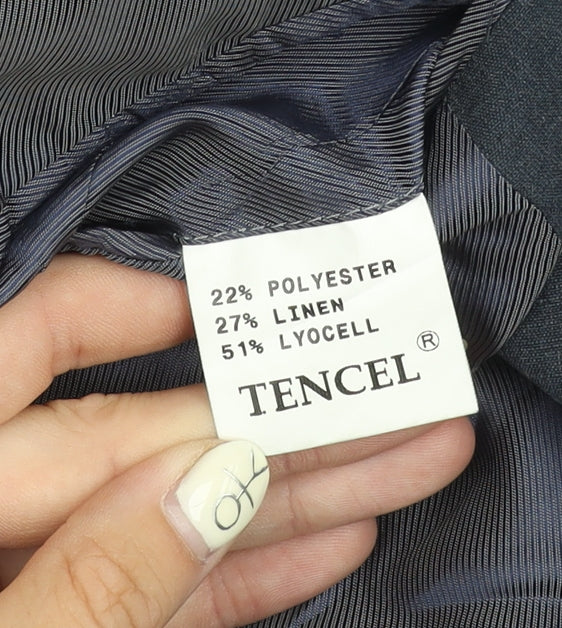 22% POLYESTER
27% LINEN
51% LYOCELL
TENCEL®